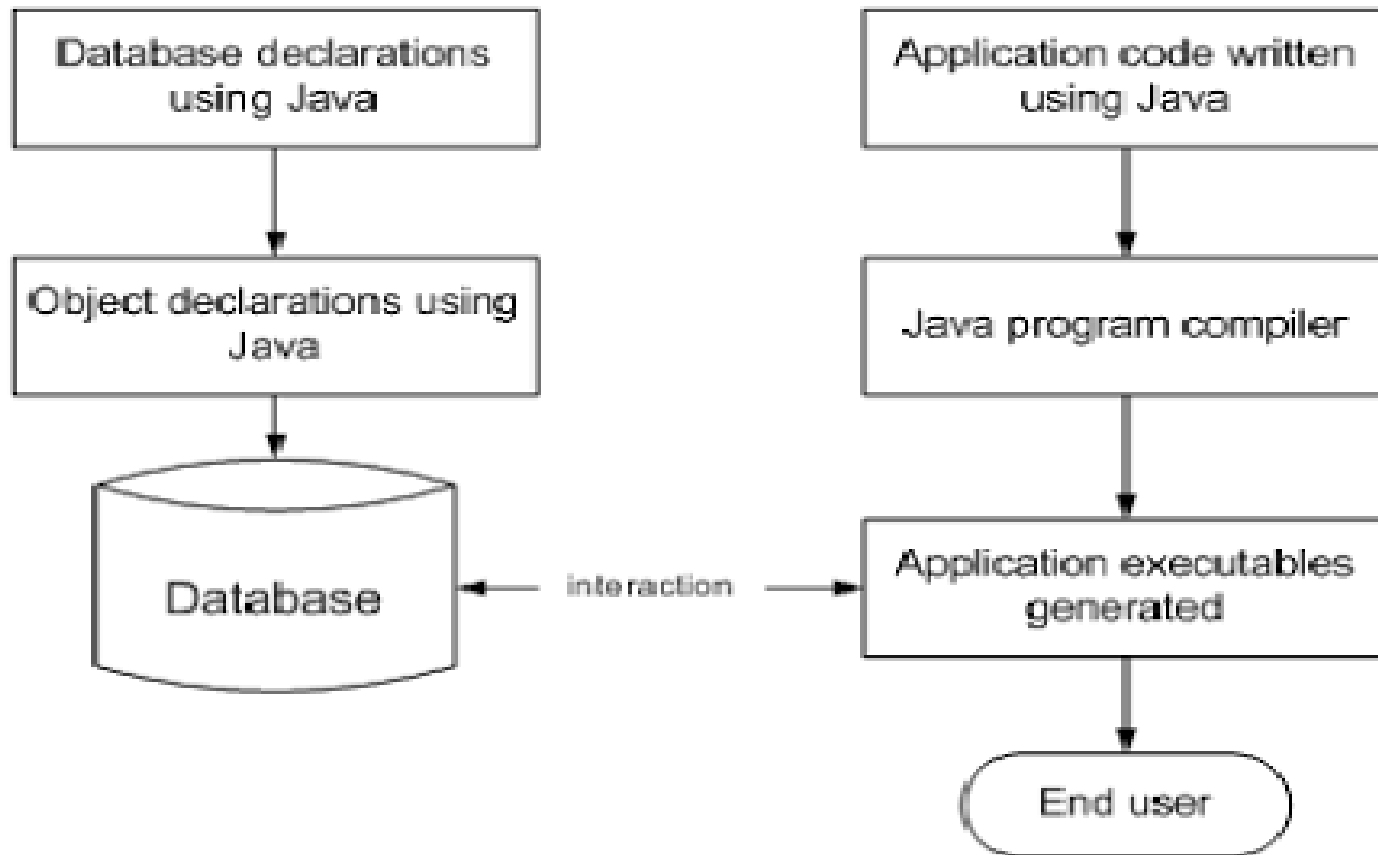 Database declarations
using Java
Application code written
using Java
Object declarations using
Java
Java program compiler
Database
interaction
Application executables
generated
End user